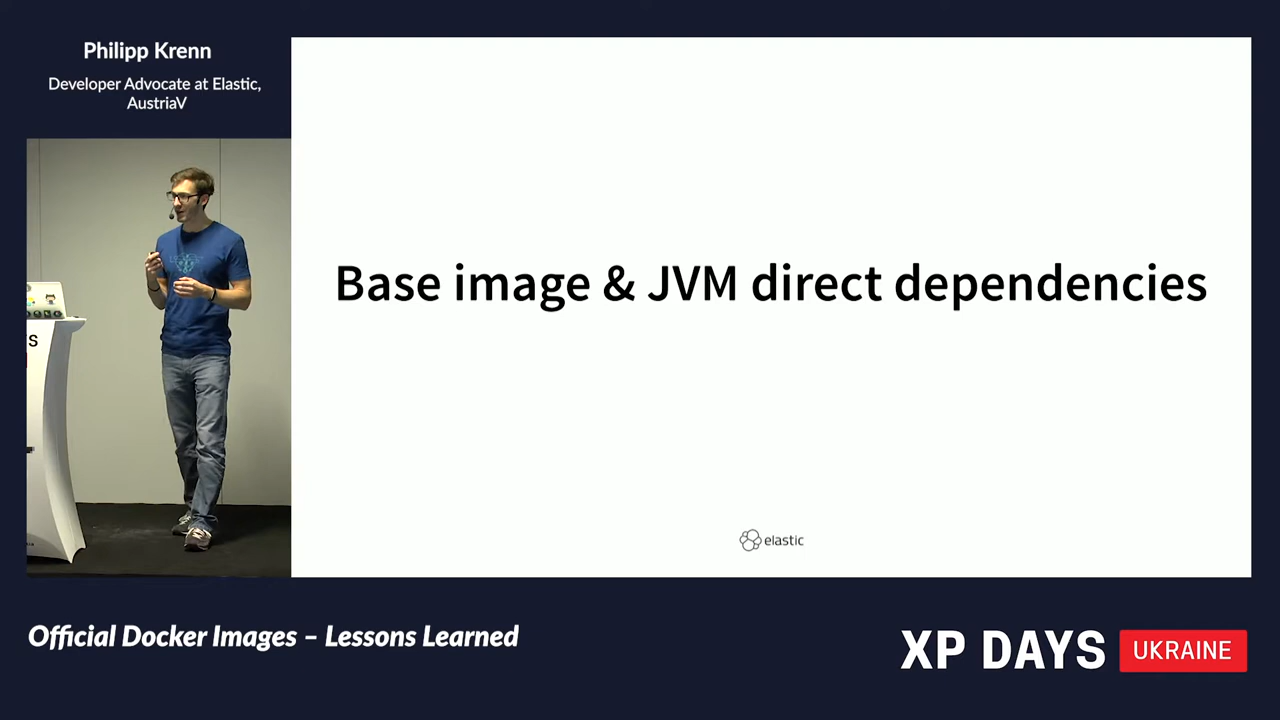 Philipp Krenn
Developer Advocate at Elastic,
AustriaV
Base image & JVM direct dependencies
elastic
S
Official Docker Images – Lessons Learned
XP DAYS
UKRAINE